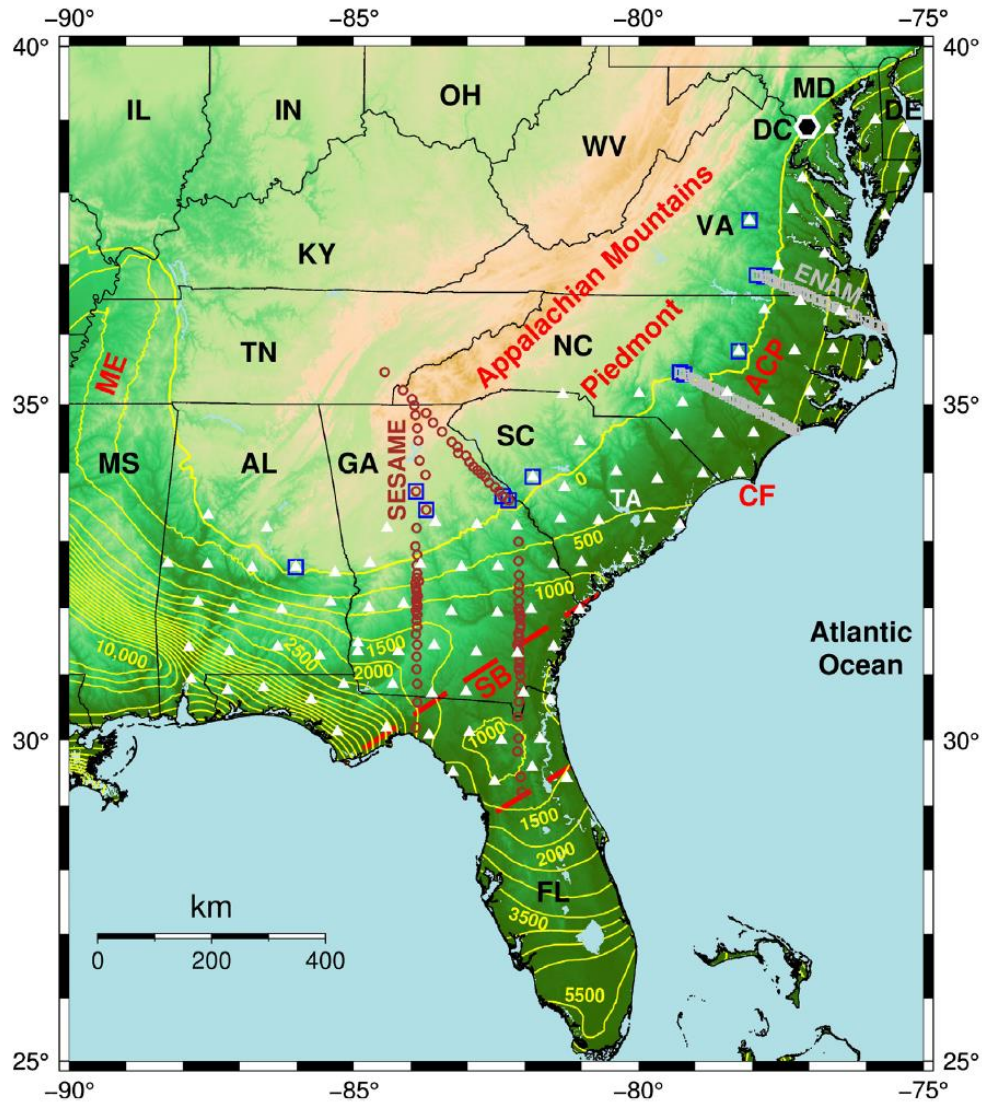 −90° −85° −80° −75°
40° 40°
IL IN OH MD DE
DC
WV
Appalachian Mountains
VA
KY
ENAM
Piedmont
TN NC
ME ACP
35° 35°
SESAME
SC
MS AL GA
0
TA CF
500
1000
1500
2500
10,000
2000
Atlantic
Ocean
SB
1000
30° 30°
1500
2000
FL
km
3500
0 200 400
5500
25° 25°
−90° −85° −80° −75°